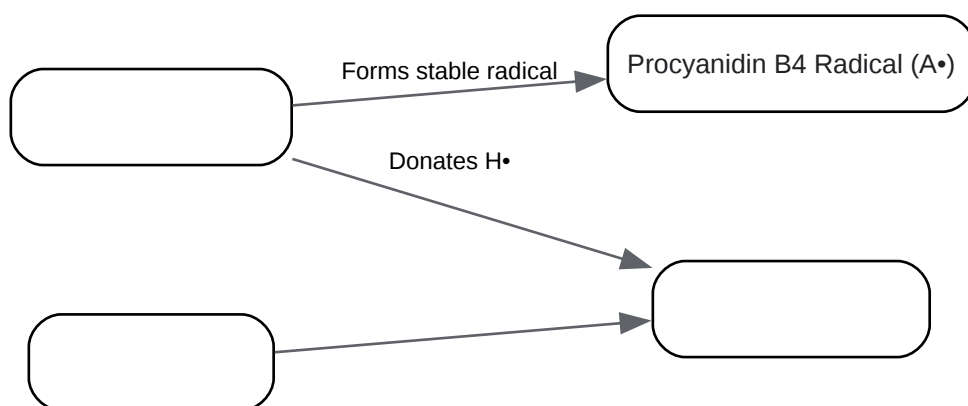 Forms stable radical
Procyanidin B4 Radical (A•)
Donates H•